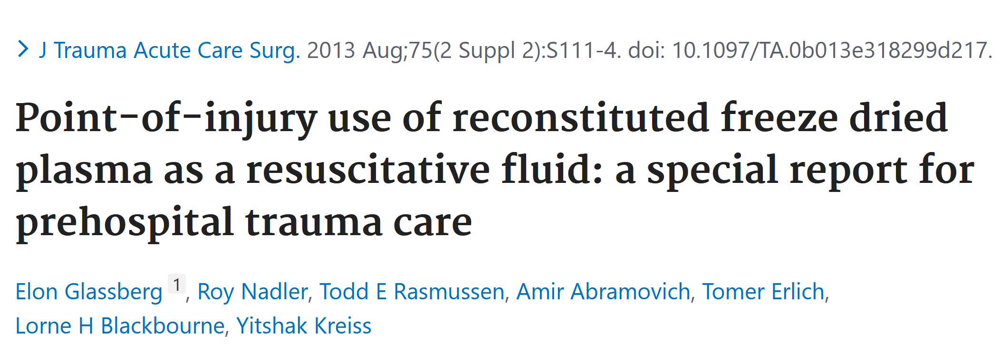 > J Trauma Acute Care Surg. 2013 Aug;75(2 Suppl 2):S111-4. doi: 10.1097/TA.0b013e318299d217.
Point-of-injury use of reconstituted freeze dried
plasma as a resuscitative fluid: a special report for
prehospital trauma care
Elon Glassberg 1, Roy Nadler, Todd E Rasmussen, Amir Abramovich, Tomer Erlich,
Lorne H Blackbourne, Yitshak Kreiss